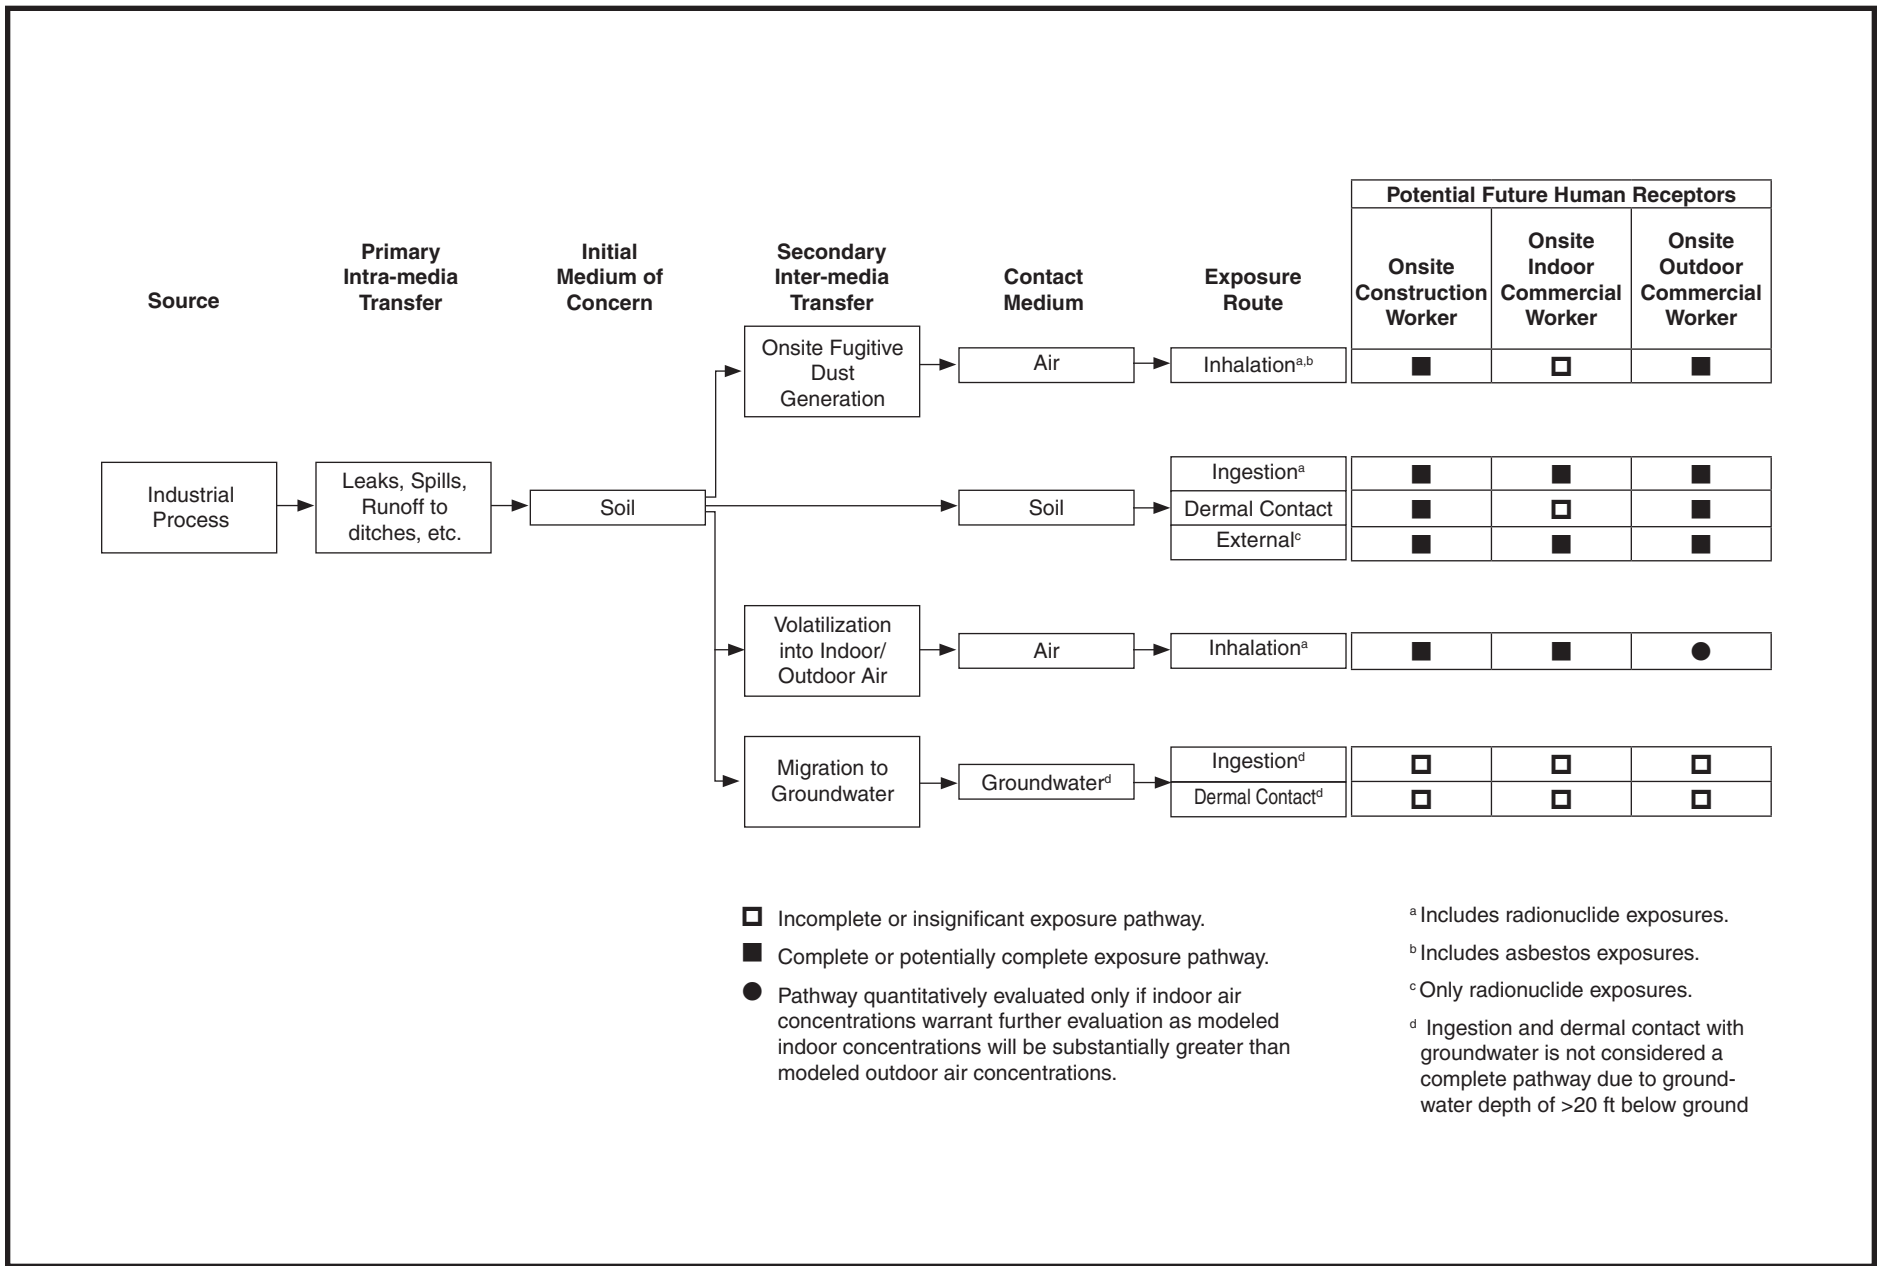 Potential Future Human Receptors
Source
Primary
Intra-media
Transfer
Initial
Medium of
Concern
Secondary
Inter-media
Transfer
Contact
Medium
Exposure
Route
Onsite
Construction
Worker
Onsite
Indoor
Commercial
Worker
Onsite
Outdoor
Commercial
Worker
Onsite Fugitive
Dust
Generation
Air
Inhalationa,b
Industrial
Process
Leaks, Spills,
Runoff to
ditches, etc.
Soil
Soil
Ingestiona
Dermal Contact
Externalc
Volatilization
into Indoor/
Outdoor Air
Air
Inhalationa
Migration to
Groundwater
Groundwaterd
Ingestiond
Dermal Contactd
Incomplete or insignificant exposure pathway.
Complete or potentially complete exposure pathway.
Pathway quantitatively evaluated only if indoor air
concentrations warrant further evaluation as modeled
indoor concentrations will be substantially greater than
modeled outdoor air concentrations.
a Includes radionuclide exposures.
b Includes asbestos exposures.
c Only radionuclide exposures.
d Ingestion and dermal contact with
groundwater is not considered a
complete pathway due to ground-
water depth of >20 ft below ground